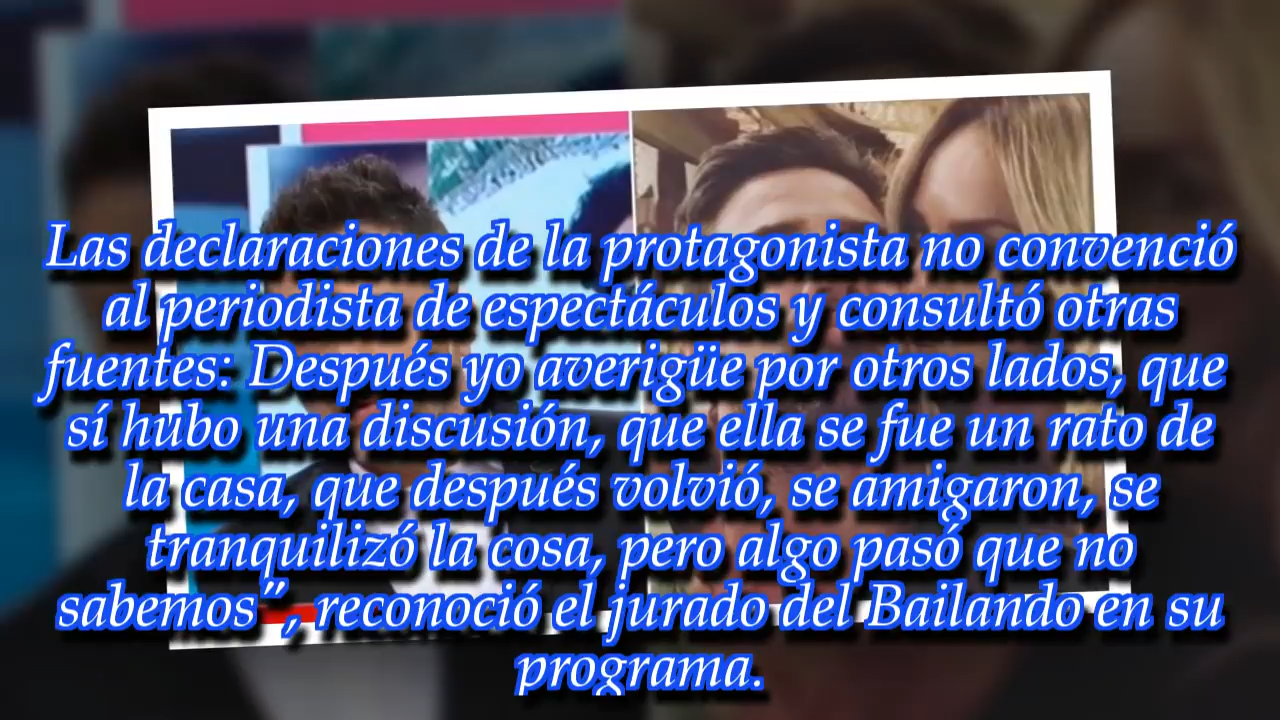 Las declaraciones de la protagonista no convenció
al periodista de espectáculos y consultó otras
fuentes: Después yo averigüe por otros lados, que
sí hubo una discusión, que ella se fue un rato de
la casa, que después volvió, se amigaron, se
tranquilizó la cosa, pero algo pasó que no
sabemos”, reconoció el jurado del Bailando en su
programa.